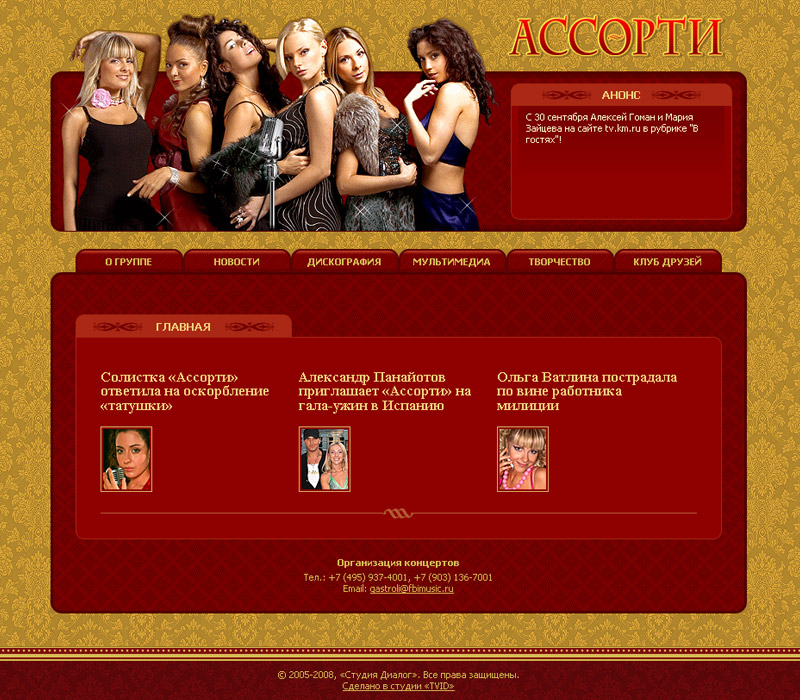 АССОРТИ
АНОНС
С 30 сентября Алексей Гоман и Мария
Зайцева на сайте tv.km.ru в рубрике "В
гостях"!
О ГРУППЕ
НОВОСТИ
ДИСКОГРАФИЯ
МУЛЬТИМЕДИА
ТВОРЧЕСТВО
КЛУБ ДРУЗЕЙ
ГЛАВНАЯ
Солистка «Ассорти»
ответила на оскорбление
«татушки»
Александр Панайотов
приглашает «Ассорти» на
гала-ужин в Испанию
Ольга Ватлина пострадала
по вине работника
милиции
Организация концертов
Тел.: +7 (495) 937-4001, +7 (903) 136-7001
Email: gastroli@fbimusic.ru
© 2005-2008, «Студия Диалог». Все права защищены.
Сделано в студии «TVID»